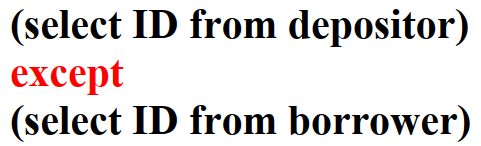 (select ID from depositor)
except
(select ID from borrower)